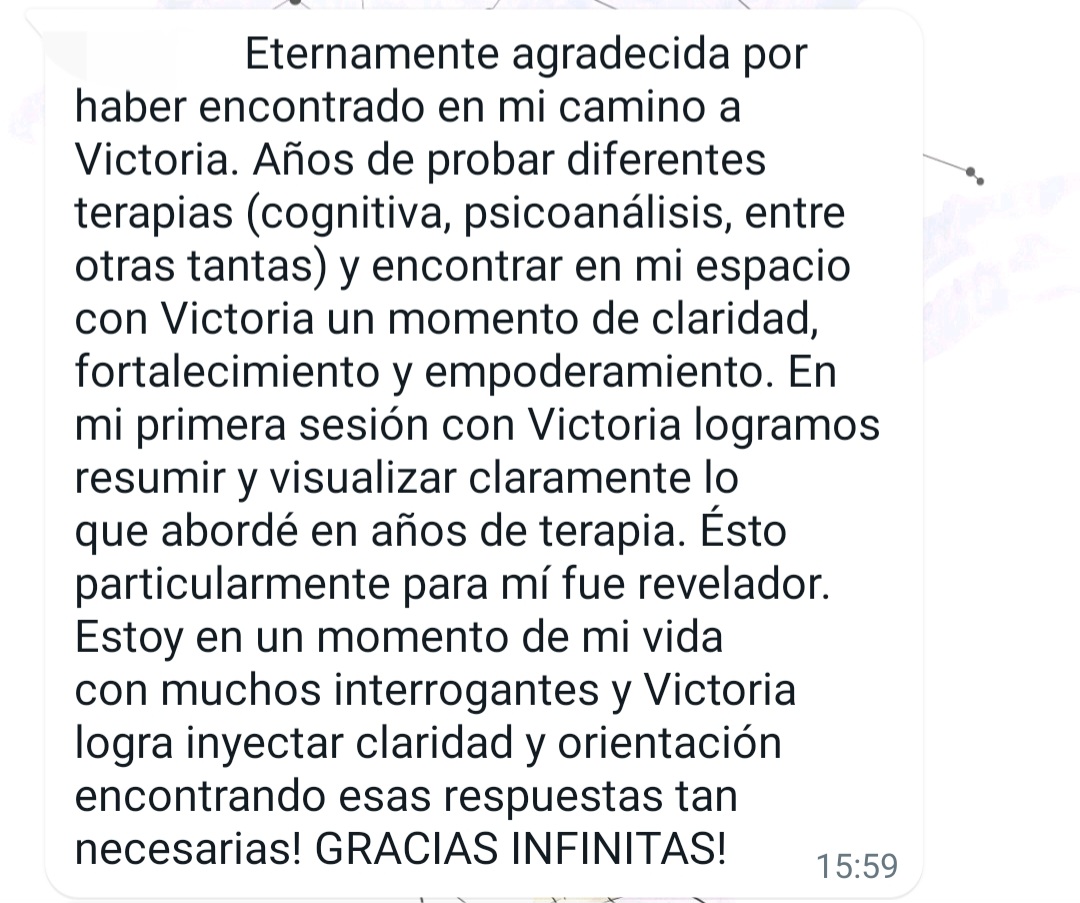 Eternamente agradecida por
haber encontrado en mi camino a
Victoria. Años de probar diferentes
terapias (cognitiva, psicoanálisis, entre
otras tantas) y encontrar en mi espacio
con Victoria un momento de claridad,
fortalecimiento y empoderamiento. En
mi primera sesión con Victoria logramos
resumir y visualizar claramente lo
que abordé en años de terapia. Ésto
particularmente para mí fue revelador.
Estoy en un momento de mi vida
con muchos interrogantes y Victoria
logra inyectar claridad y orientación
encontrando esas respuestas tan
necesarias! GRACIAS INFINITAS!
15:59